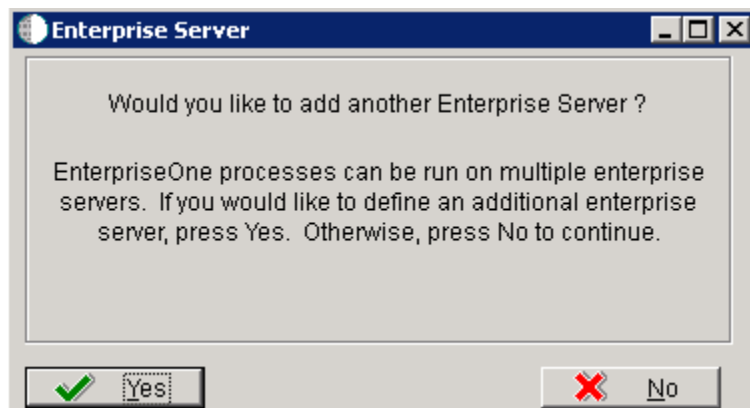 Enterprise Server
Would you like to add another Enterprise Server ?
EnterpriseOne processes can be run on multiple enterprise
servers. If you would like to define an additional enterprise
server, press Yes. Otherwise, press No to continue.
Yes
No